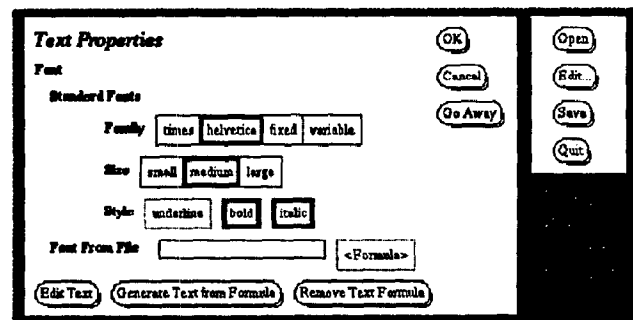 Text Properties
OK
Cancel
Go Away
Font
Standard Fonts
Family times helvetica fixed variable
Size small medium large
Style underline bold italic
Font From File <Formula>
Edit Text Generate Text from Formula Remove Text Formula
Open
Edit...
Save
Quit